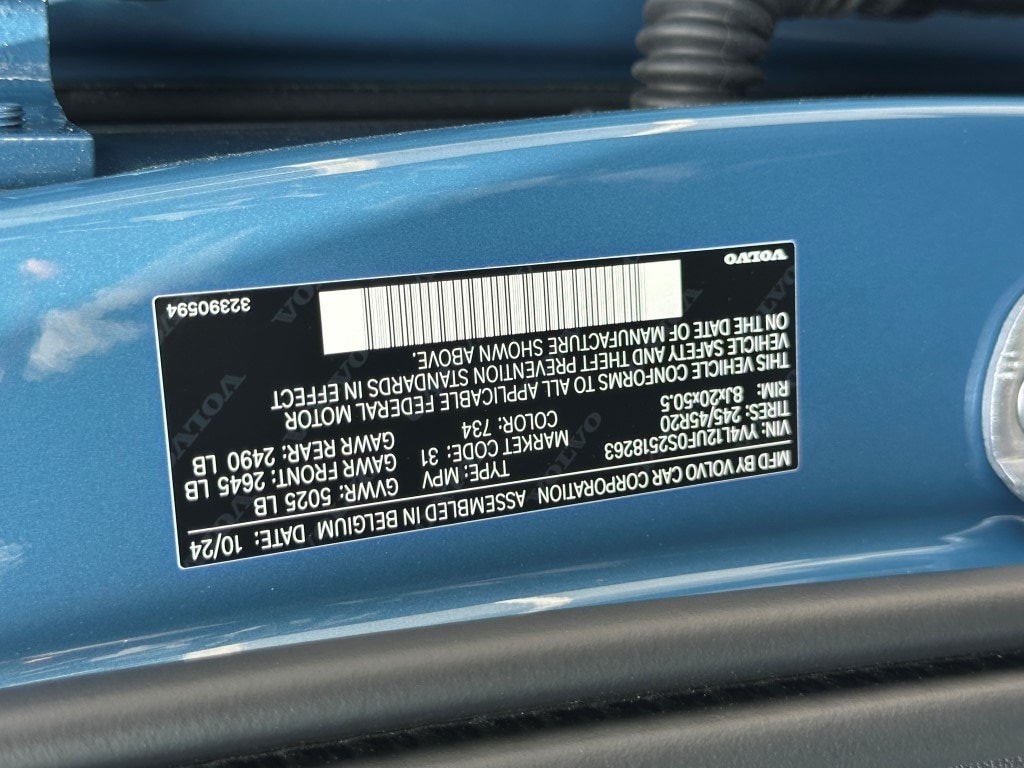 MFD BY VOLVO CAR CORPORATION ASSEMBLED IN BELGIUM DATE: 10/24
VIN: YV4L12UF0S2518263 TYPE: MPV GVWR: 5025 LB
TIRES: 245/45R20 MARKET CODE: 31 GAWR FRONT: 2645 LB
RIM: 8Jx20x50.5 COLOR: 734 GAWR REAR: 2490 LB
THIS VEHICLE CONFORMS TO ALL APPLICABLE FEDERAL MOTOR
VEHICLE SAFETY AND THEFT PREVENTION STANDARDS IN EFFECT
ON THE DATE OF MANUFACTURE SHOWN ABOVE.
VOLVO
32390594